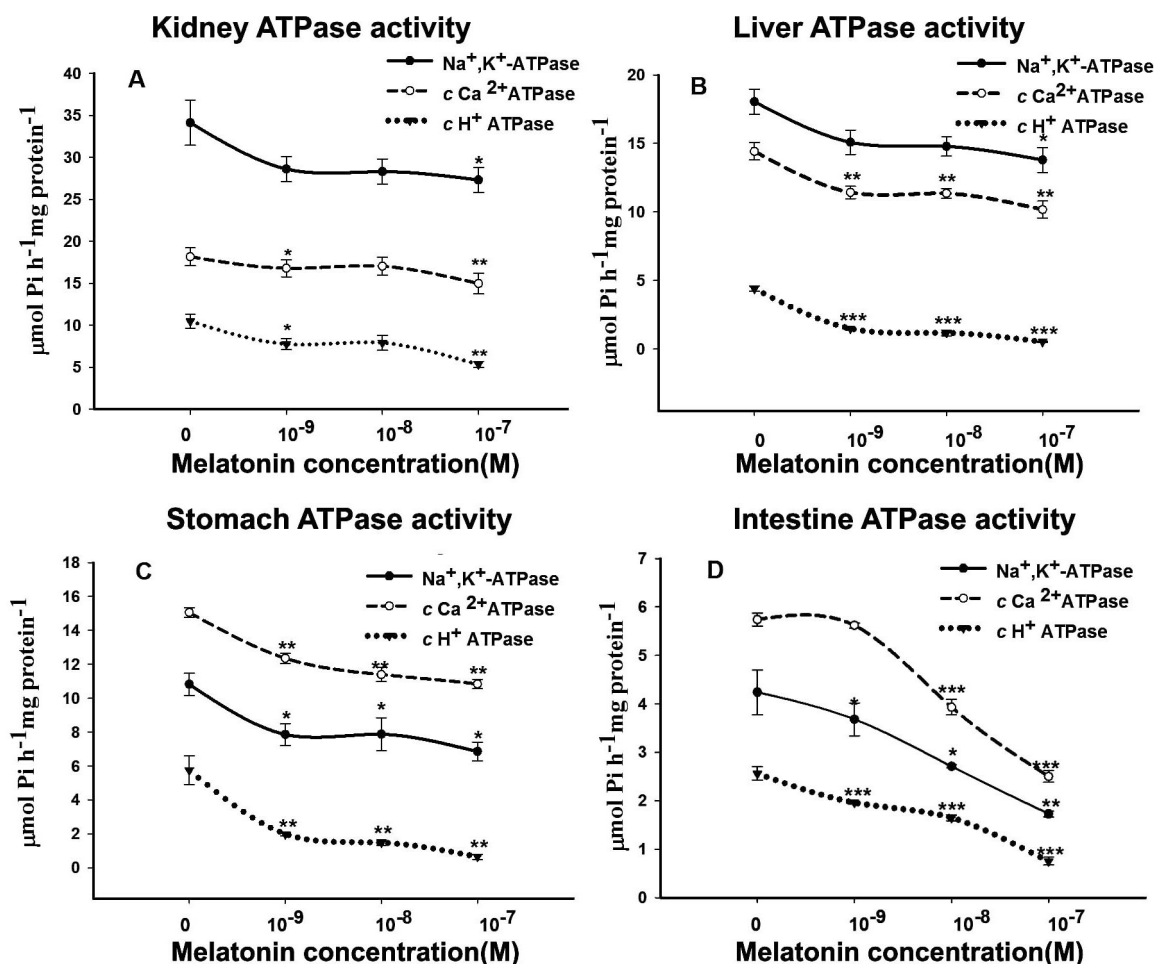 Kidney ATPase activity
A
Na⁺,K⁺-ATPase
c Ca ²⁺ATPase
c H⁺ ATPase
40
35
30
25
20
15
10
5
0
µmol Pi h⁻¹mg protein⁻¹
*
*
**
*
**
0
10⁻⁹
10⁻⁸
10⁻⁷
Melatonin concentration(M)
Liver ATPase activity
B
Na⁺,K⁺-ATPase
c Ca²⁺ATPase
c H⁺ ATPase
20
15
10
5
0
µmol Pi h⁻¹mg protein⁻¹
*
**
**
**
***
***
***
0
10⁻⁹
10⁻⁸
10⁻⁷
Melatonin concentration(M)
Stomach ATPase activity
C
Na⁺,K⁺-ATPase
c Ca ²⁺ATPase
c H⁺ ATPase
18
16
14
12
10
8
6
4
2
0
µmol Pi h⁻¹mg protein⁻¹
**
**
**
*
*
*
**
**
**
0
10⁻⁹
10⁻⁸
10⁻⁷
Melatonin concentration(M)
Intestine ATPase activity
D
Na⁺,K⁺-ATPase
c Ca ²⁺ATPase
c H⁺ ATPase
7
6
5
4
3
2
1
0
µmol Pi h⁻¹mg protein⁻¹
***
***
*
*
**
***
***
***
0
10⁻⁹
10⁻⁸
10⁻⁷
Melatonin concentration(M)